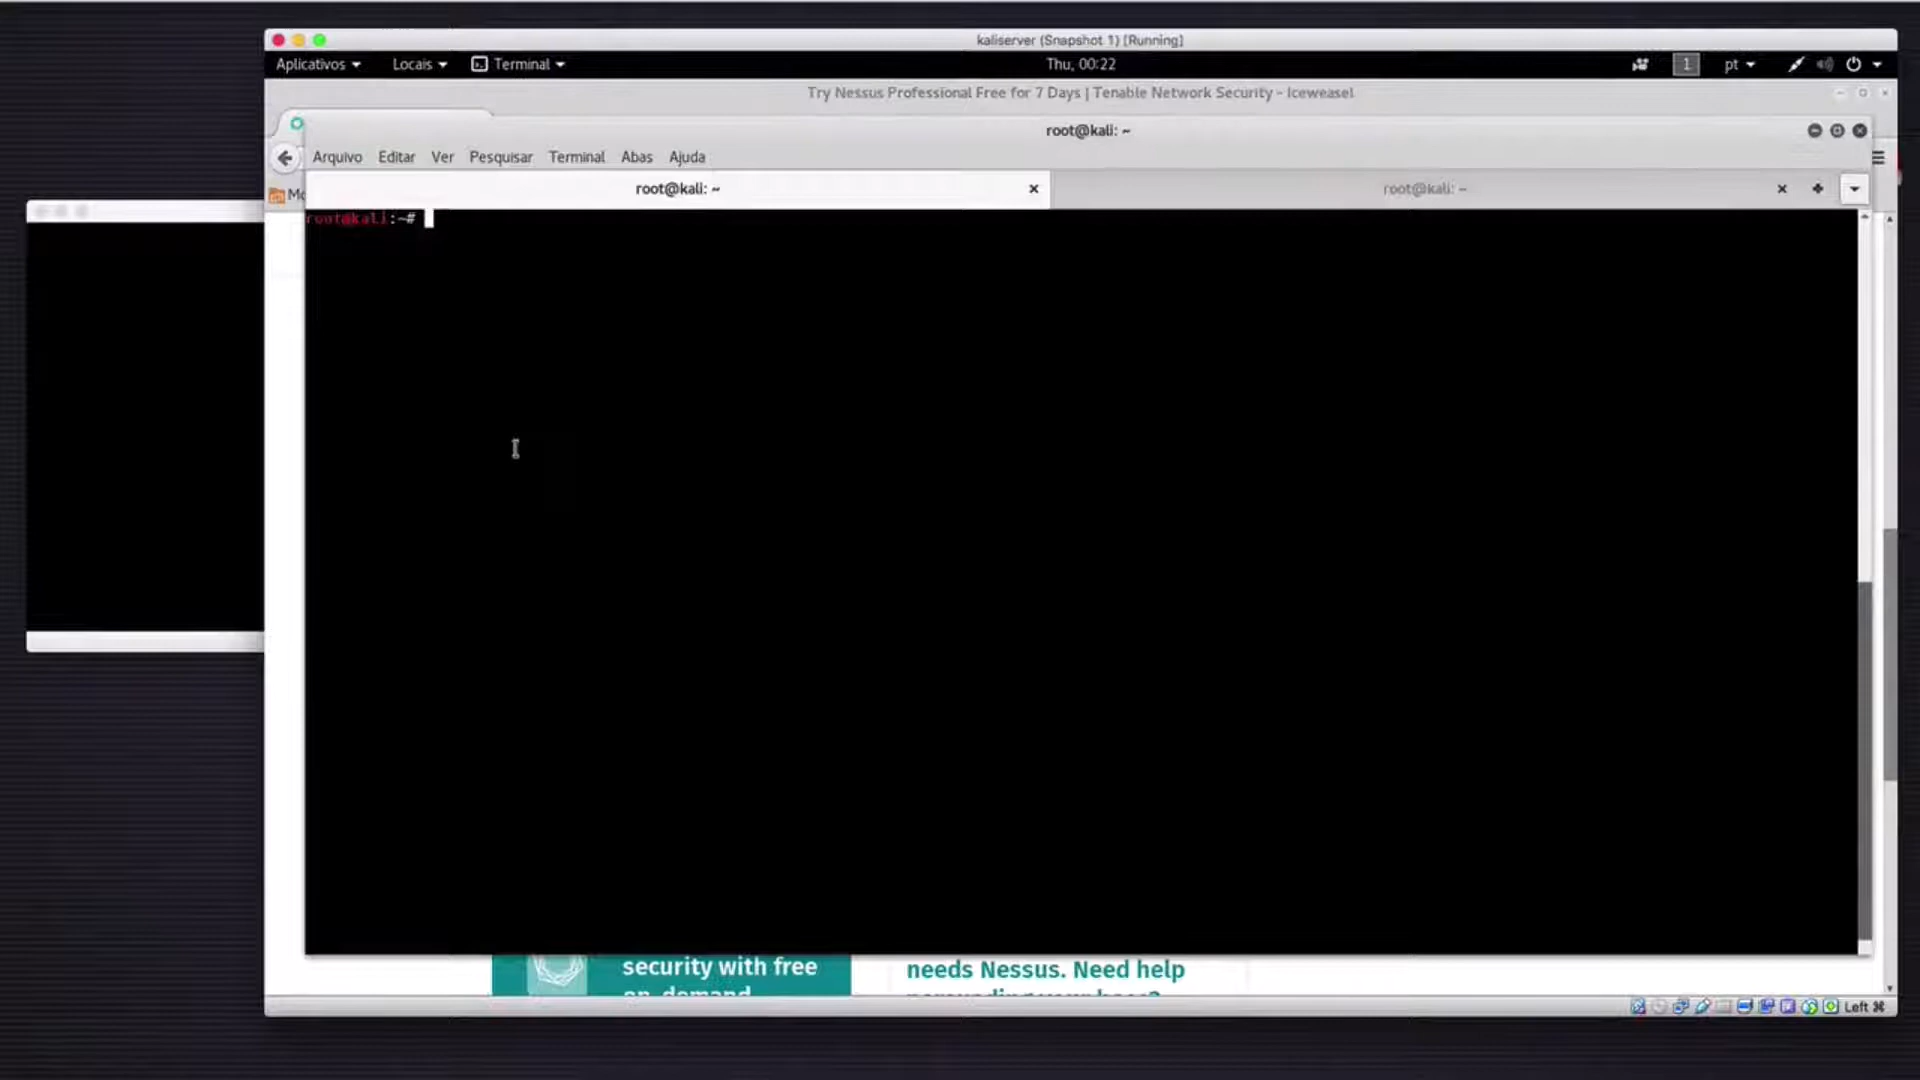 kaliserver (Snapshot 1) [Running]
Aplicativos Locais Terminal Thu, 00:22 1 pt
Try Nessus Professional Free for 7 Days | Tenable Network Security - Iceweasel
root@kali: ~
Arquivo Editar Ver Pesquisar Terminal Abas Ajuda
root@kali: ~ root@kali: ~
root@kali:~#
security with free
on-demand
needs Nessus. Need help
Left ⌘